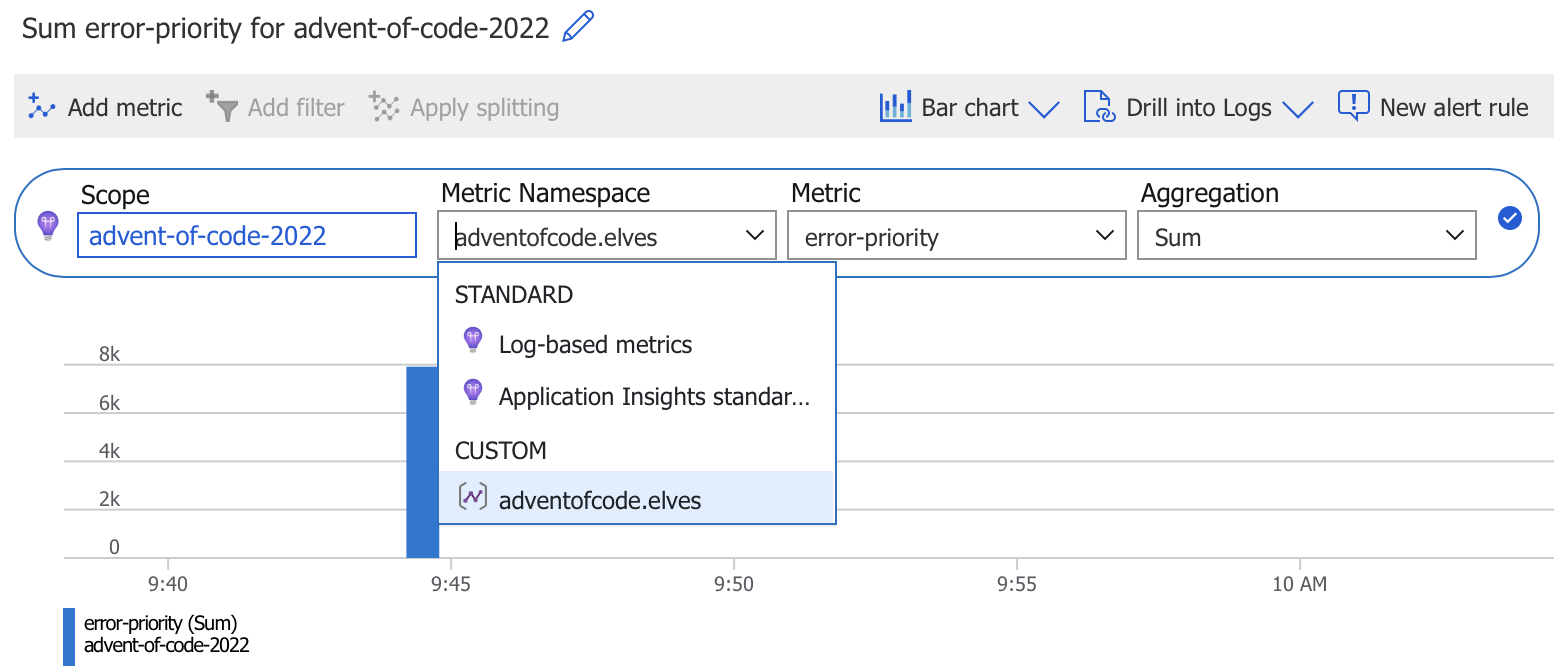 Sum error-priority for advent-of-code-2022
Add metric Add filter Apply splitting Bar chart Drill into Logs New alert rule
Scope Metric Namespace Metric Aggregation
advent-of-code-2022 adventofcode.elves error-priority Sum
STANDARD
Log-based metrics
Application Insights standar...
CUSTOM
adventofcode.elves
8k
6k
4k
2k
0
9:40 9:45 9:50 9:55 10 AM
error-priority (Sum)
advent-of-code-2022